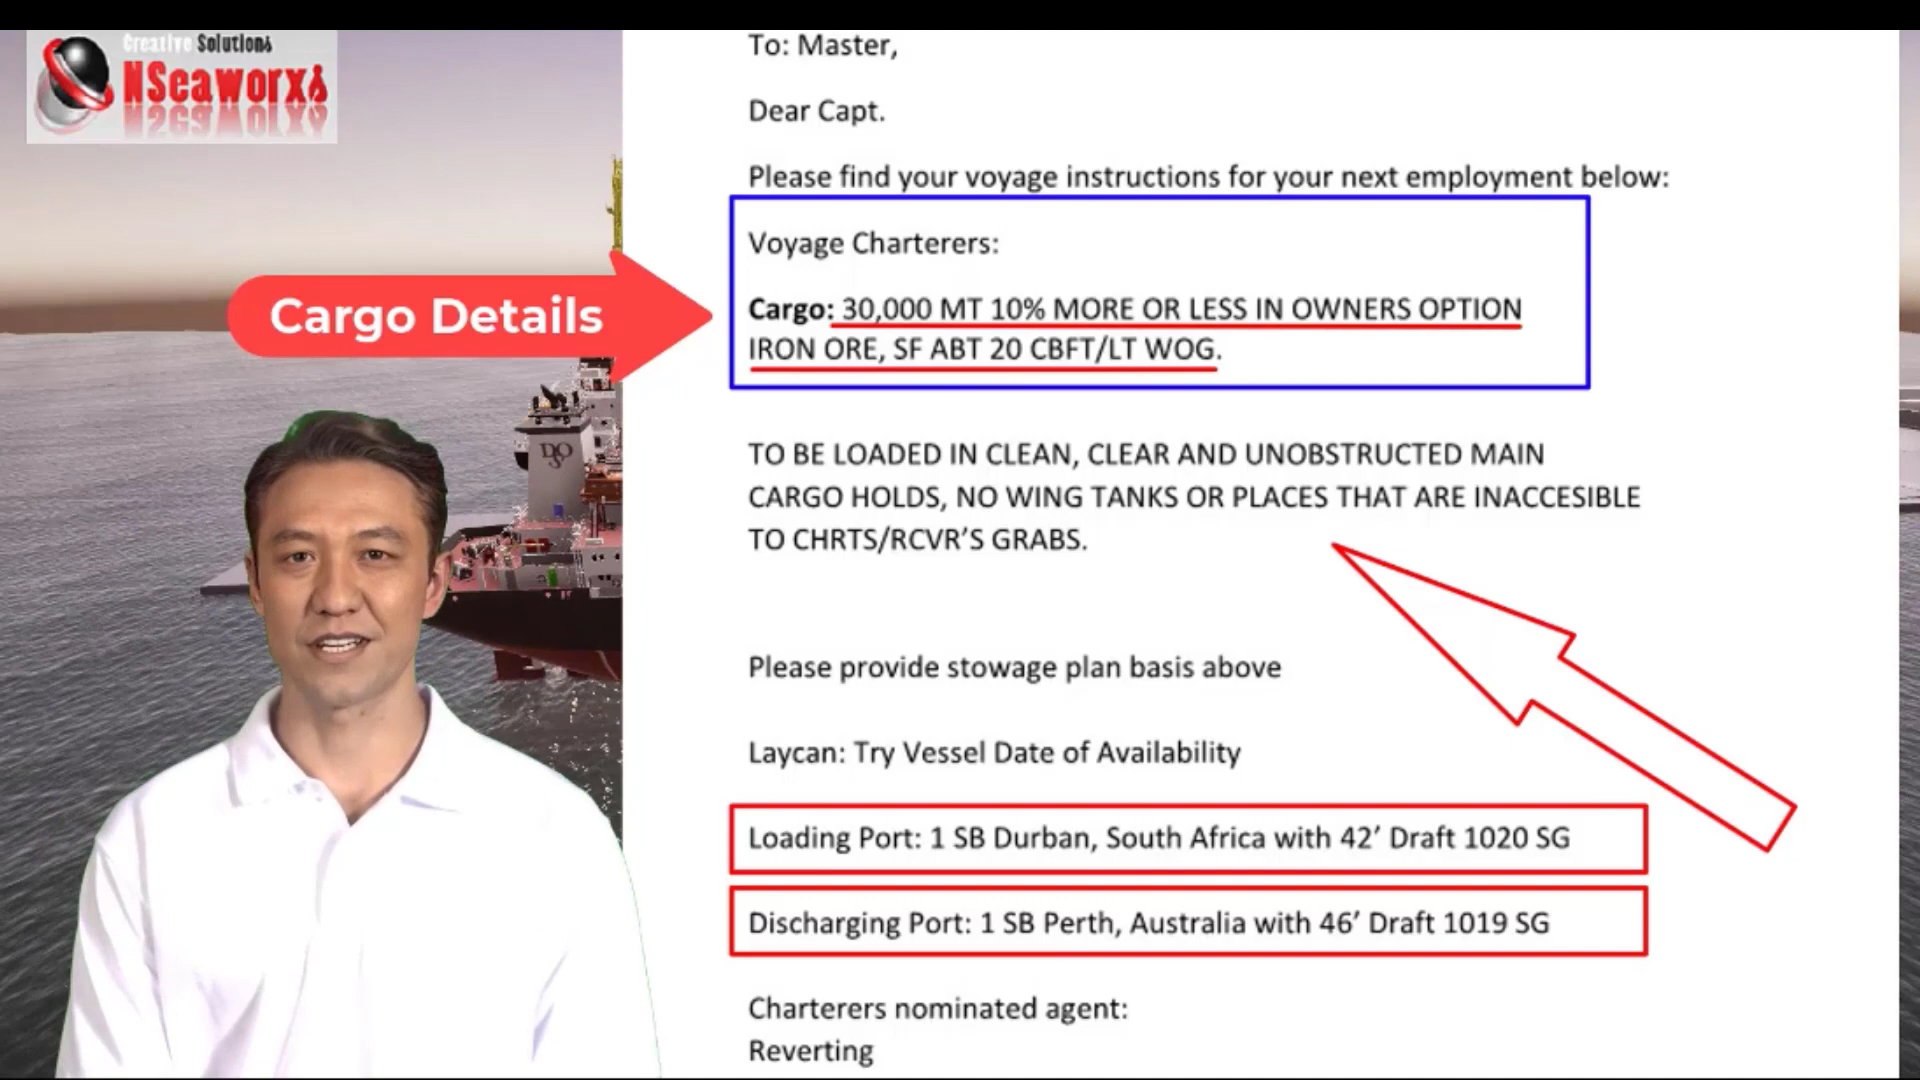 Creative Solutions
NSeaworxs
To: Master,
Dear Capt.
Please find your voyage instructions for your next employment below:
Voyage Charterers:
Cargo Details
Cargo: 30,000 MT 10% MORE OR LESS IN OWNERS OPTION
IRON ORE, SF ABT 20 CBFT/LT WOG.
DSO
TO BE LOADED IN CLEAN, CLEAR AND UNOBSTRUCTED MAIN
CARGO HOLDS, NO WING TANKS OR PLACES THAT ARE INACCESIBLE
TO CHRTS/RCVR'S GRABS.
Please provide stowage plan basis above
Laycan: Try Vessel Date of Availability
Loading Port: 1 SB Durban, South Africa with 42' Draft 1020 SG
Discharging Port: 1 SB Perth, Australia with 46' Draft 1019 SG
Charterers nominated agent:
Reverting